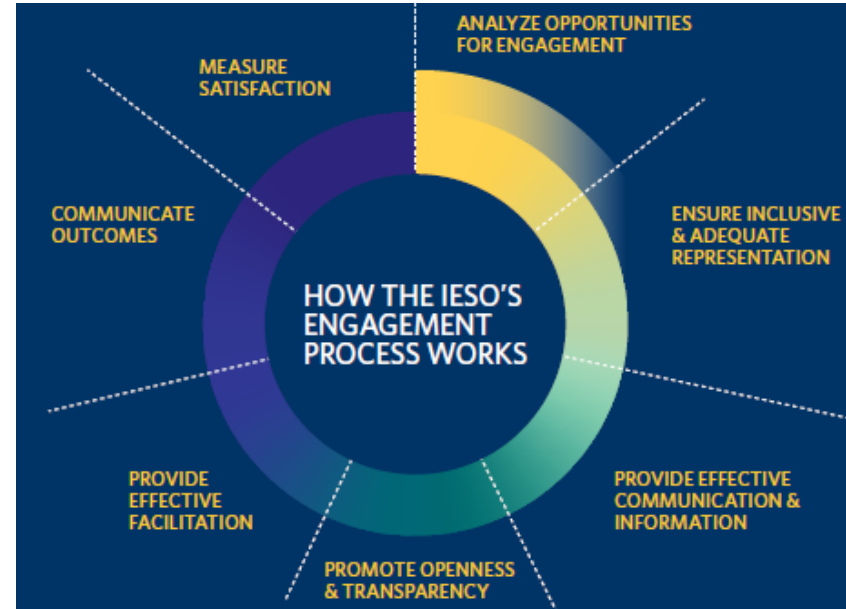 ANALYZE OPPORTUNITIES
FOR ENGAGEMENT
ENSURE INCLUSIVE
& ADEQUATE
REPRESENTATION
PROVIDE EFFECTIVE
COMMUNICATION &
INFORMATION
PROMOTE OPENNESS
& TRANSPARENCY
PROVIDE
EFFECTIVE
FACILITATION
COMMUNICATE
OUTCOMES
MEASURE
SATISFACTION
HOW THE IESO'S
ENGAGEMENT
PROCESS WORKS